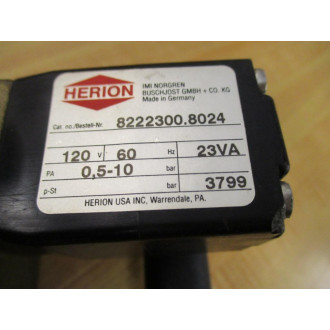 HERION
IMI NORGREN
BUSCHJOST GMBH + CO. KG
Made in Germany
Cat. no./Bestell-Nr. 8222300.8024
120 V 60 Hz 23VA
PA 0,5-10 bar
p-St bar 3799
HERION USA INC, Warrendale, PA.